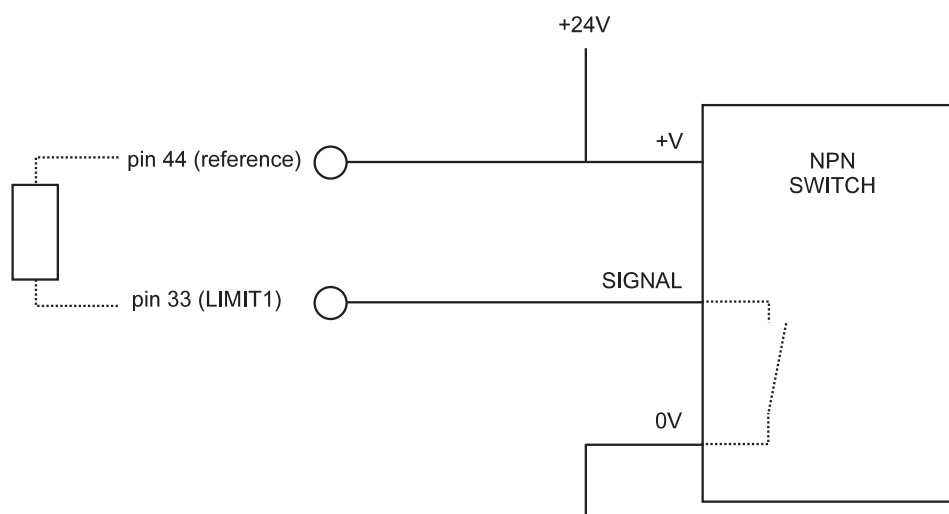 +24V
pin 44 (reference)
+V
NPN
SWITCH
pin 33 (LIMIT1)
SIGNAL
0V